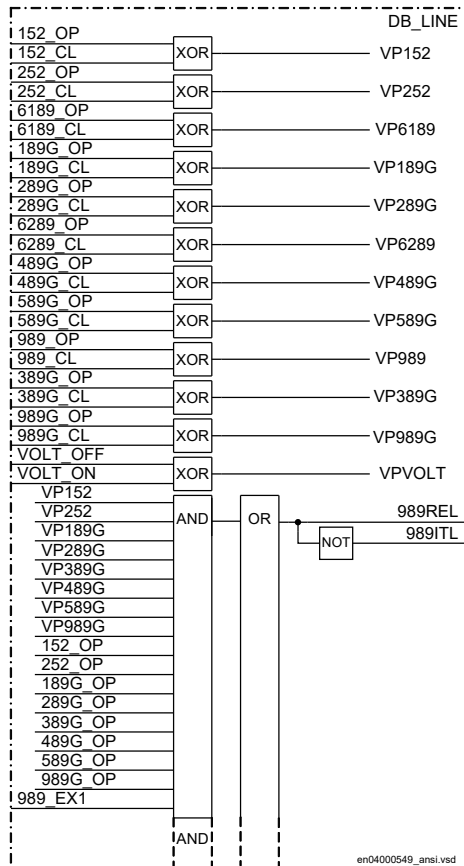 DB_LINE
152_OP
152_CL XOR VP152
252_OP
252_CL XOR VP252
6189_OP
6189_CL XOR VP6189
189G_OP
189G_CL XOR VP189G
289G_OP
289G_CL XOR VP289G
6289_OP
6289_CL XOR VP6289
489G_OP
489G_CL XOR VP489G
589G_OP
589G_CL XOR VP589G
989_OP
989_CL XOR VP989
389G_OP
389G_CL XOR VP389G
989G_OP
989G_CL XOR VP989G
VOLT_OFF
VOLT_ON XOR VPVOLT
VP152
VP252 AND OR 989REL
VP189G NOT 989ITL
VP289G
VP389G
VP489G
VP589G
VP989G
152_OP
252_OP
189G_OP
289G_OP
389G_OP
489G_OP
589G_OP
989G_OP
989_EX1
AND
en04000549_ansi.vsd